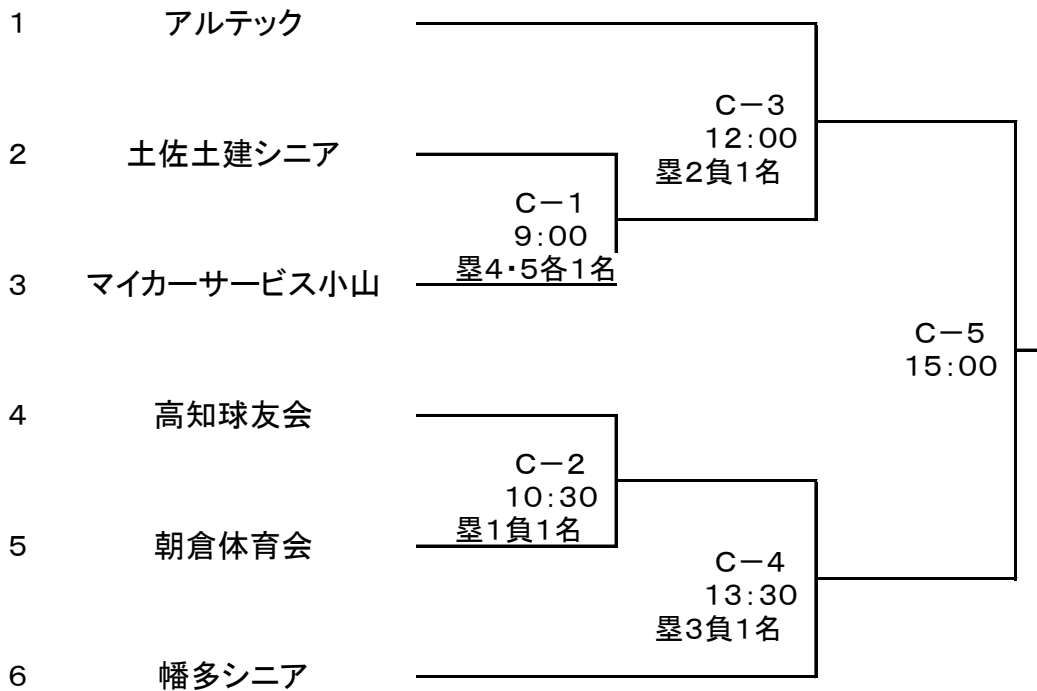 1 アルテック
C－3
12:00
塁2負1名
2 土佐土建シニア
C－1
9:00
塁4・5各1名
3 マイカーサービス小山
C－5
15:00
4 高知球友会
C－2
10:30
塁1負1名
5 朝倉体育会
C－4
13:30
塁3負1名
6 幡多シニア